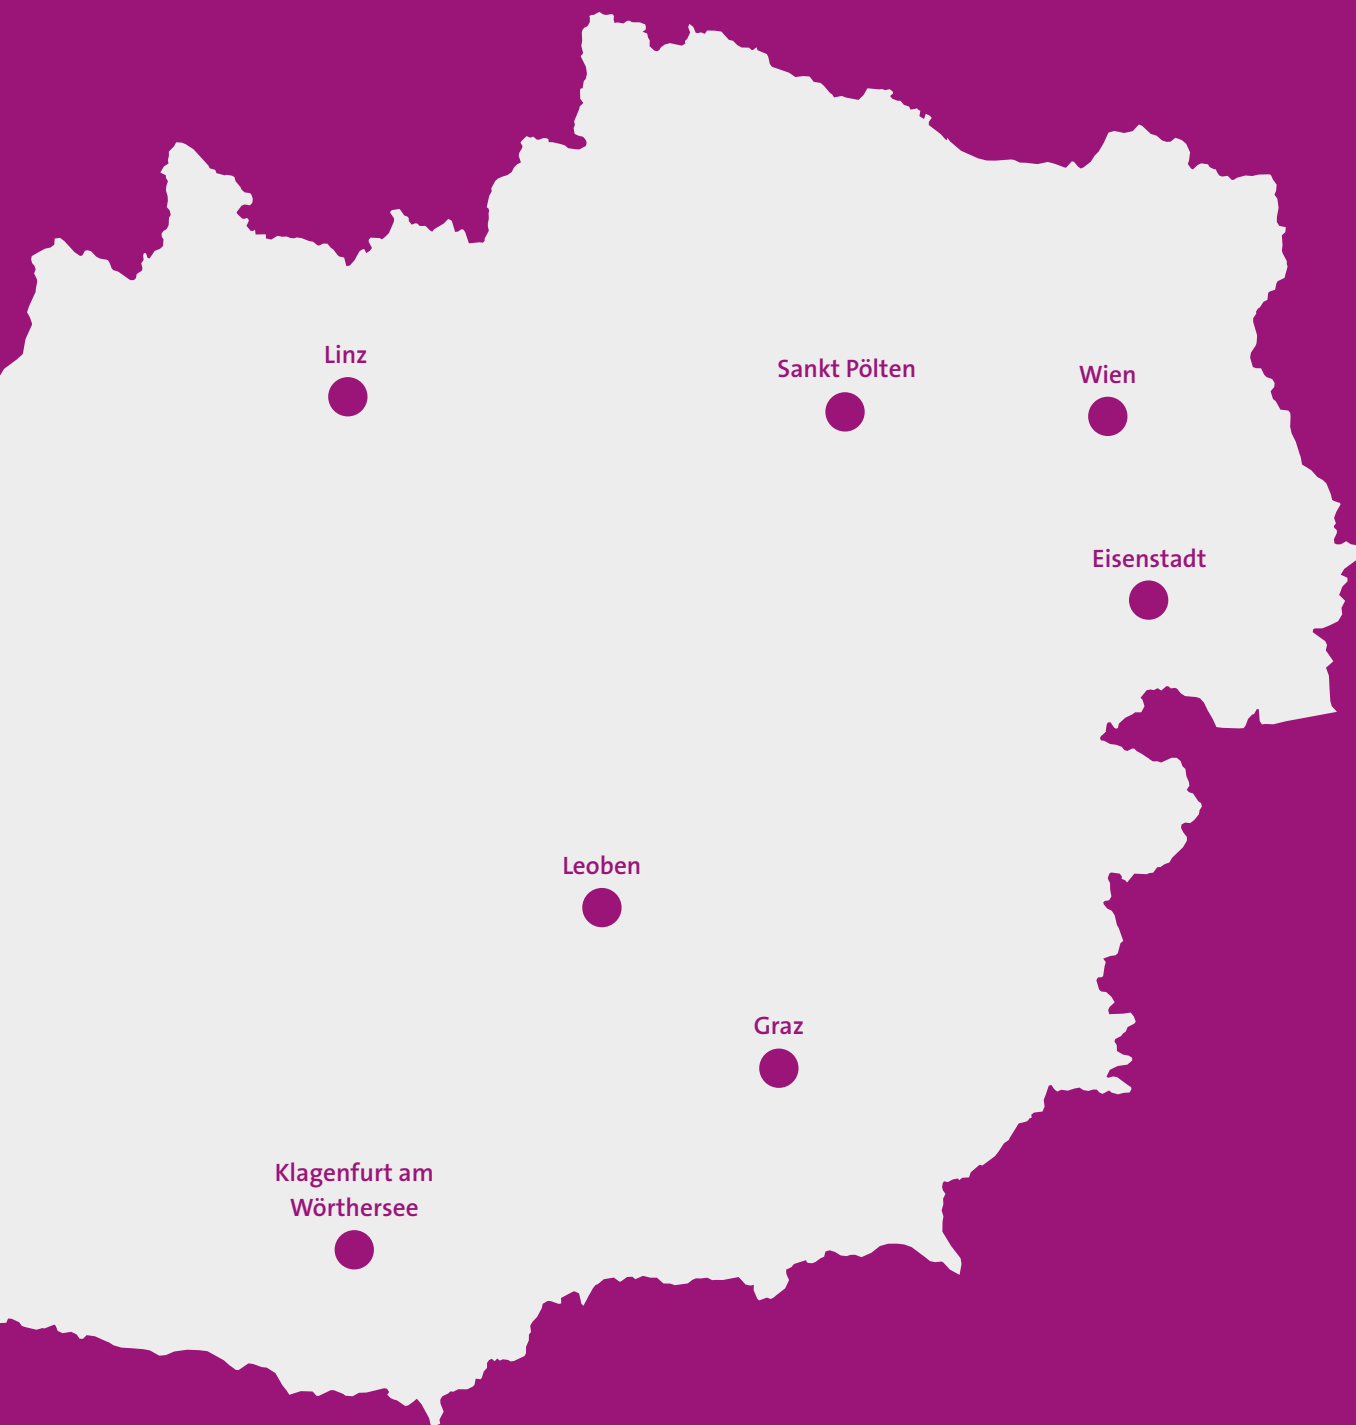 Linz
Sankt Pölten
Wien
Eisenstadt
Leoben
Graz
Klagenfurt am
Wörthersee